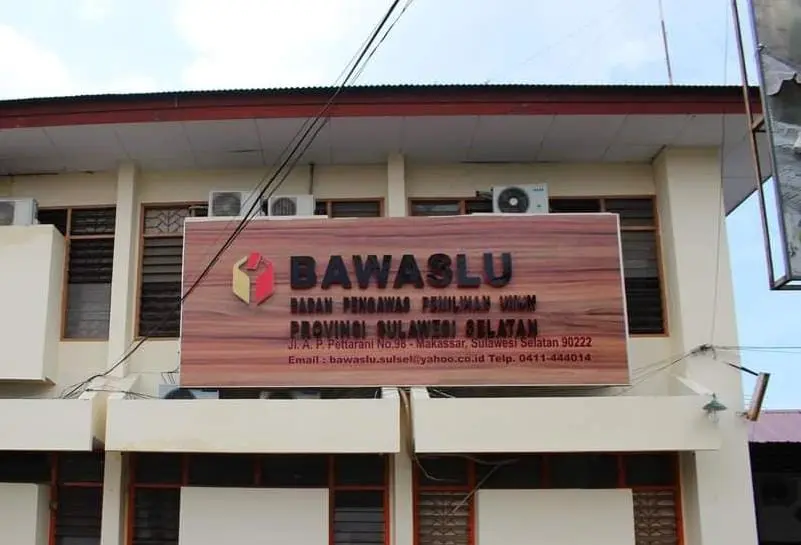 BAWASLU
BADAN PENGAWAS PEMILIHAN UMUM
PROVINSI SULAWESI SELATAN
Jl. A. P. Pettarani No.98 - Makassar, Sulawesi Selatan 90222
Email : bawaslu.sulsel@yahoo.co.id Telp. 0411-444014